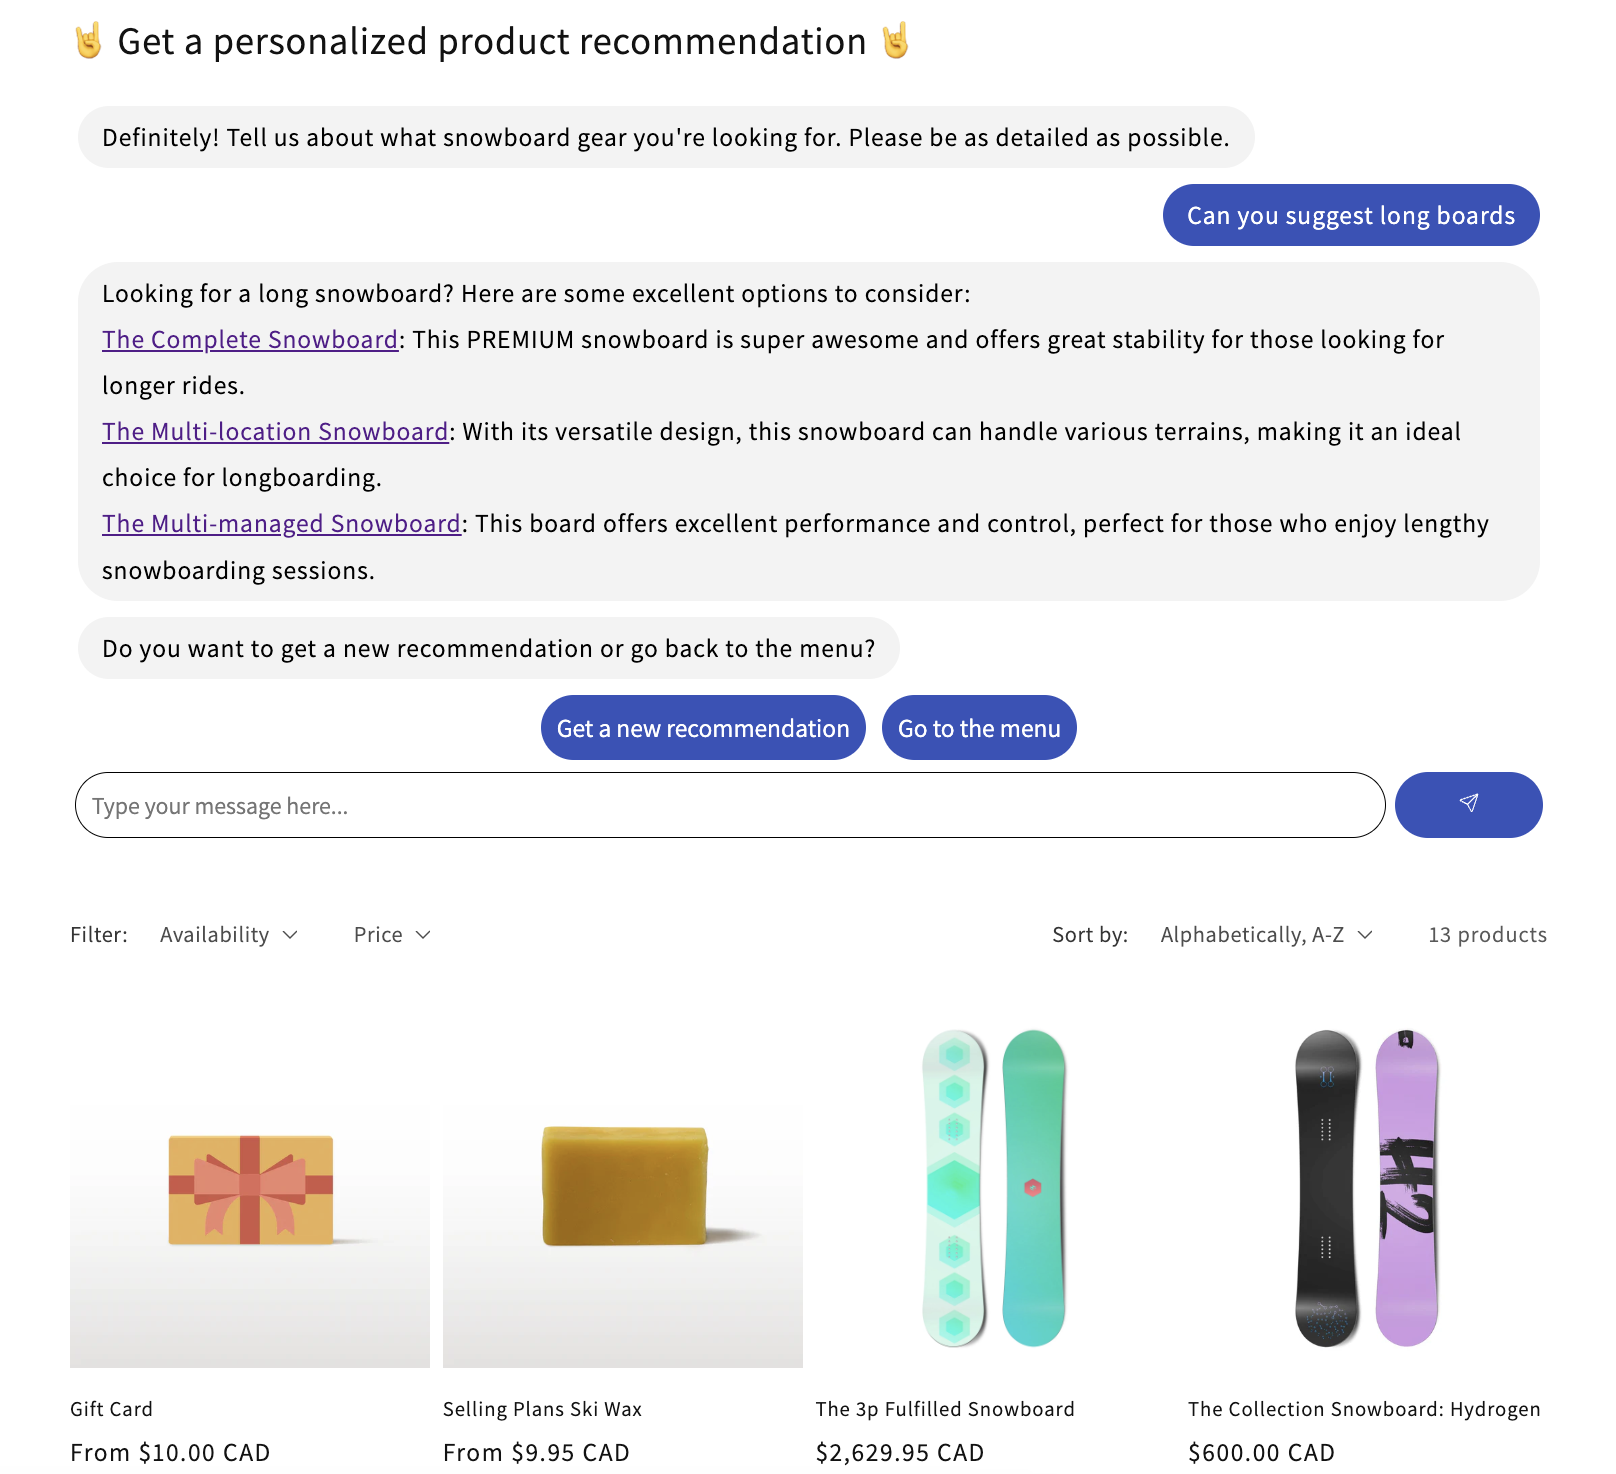 🤘 Get a personalized product recommendation 🤘
Definitely! Tell us about what snowboard gear you're looking for. Please be as detailed as possible.
Can you suggest long boards
Looking for a long snowboard? Here are some excellent options to consider:
The Complete Snowboard: This PREMIUM snowboard is super awesome and offers great stability for those looking for
longer rides.
The Multi-location Snowboard: With its versatile design, this snowboard can handle various terrains, making it an ideal
choice for longboarding.
The Multi-managed Snowboard: This board offers excellent performance and control, perfect for those who enjoy lengthy
snowboarding sessions.
Do you want to get a new recommendation or go back to the menu?
Get a new recommendation Go to the menu
Type your message here...
Filter: Availability Price Sort by: Alphabetically, A-Z 13 products
Gift Card
From $10.00 CAD
Selling Plans Ski Wax
From $9.95 CAD
The 3p Fulfilled Snowboard
$2,629.95 CAD
The Collection Snowboard: Hydrogen
$600.00 CAD